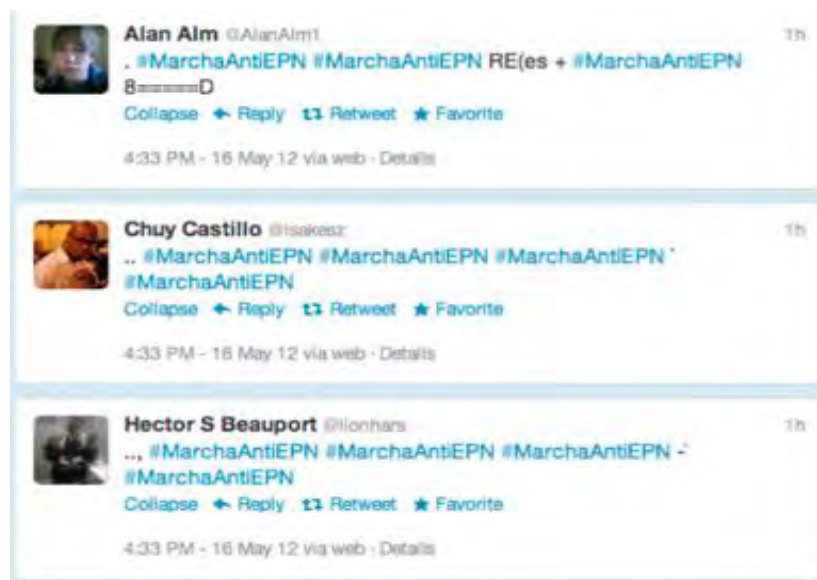 Alan Alm @AlanAlm1 1h
. #MarchaAntiEPN #MarchaAntiEPN RE(es + #MarchaAntiEPN
8=====D
Collapse Reply Retweet Favorite
4:33 PM - 16 May 12 via web · Details
Chuy Castillo @isakesz 1h
.. #MarchaAntiEPN #MarchaAntiEPN #MarchaAntiEPN `
#MarchaAntiEPN
Collapse Reply Retweet Favorite
4:33 PM - 16 May 12 via web · Details
Hector S Beauport @lionhars 1h
.., #MarchaAntiEPN #MarchaAntiEPN #MarchaAntiEPN -`
#MarchaAntiEPN
Collapse Reply Retweet Favorite
4:33 PM - 16 May 12 via web · Details